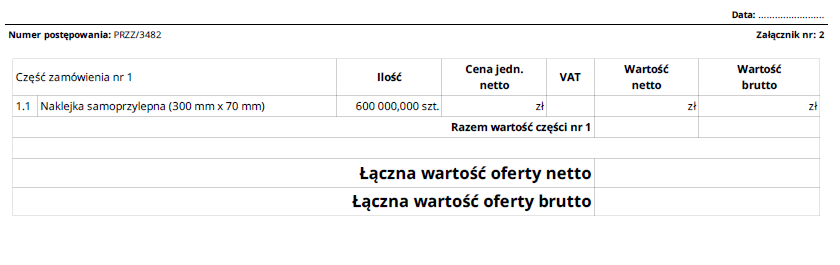 Data: ........................
Numer postępowania: PRZZ/3482 Załącznik nr: 2
Część zamówienia nr 1 Ilość Cena jedn. netto VAT Wartość netto Wartość brutto
1.1 Naklejka samoprzylepna (300 mm x 70 mm) 600 000,000 szt. zł zł zł
Razem wartość części nr 1
Łączna wartość oferty netto
Łączna wartość oferty brutto